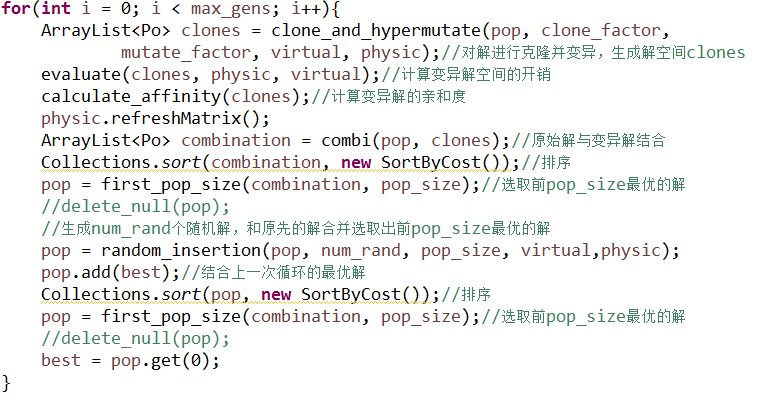 for(int i = 0; i < max_gens; i++){
ArrayList<Po> clones = clone_and_hypermutate(pop, clone_factor,
mutate_factor, virtual, physic);//对解进行克隆并变异，生成解空间clones
evaluate(clones, physic, virtual);//计算变异解空间的开销
calculate_affinity(clones);//计算变异解的亲和度
physic.refreshMatrix();
ArrayList<Po> combination = combi(pop, clones);//原始解与变异解结合
Collections.sort(combination, new SortByCost());//排序
pop = first_pop_size(combination, pop_size);//选取前pop_size最优的解
//delete_null(pop);
//生成num_rand个随机解，和原先的解合并选取出前pop_size最优的解
pop = random_insertion(pop, num_rand, pop_size, virtual,physic);
pop.add(best);//结合上一次循环的最优解
Collections.sort(pop, new SortByCost());//排序
pop = first_pop_size(combination, pop_size);//选取前pop_size最优的解
//delete_null(pop);
best = pop.get(0);
}